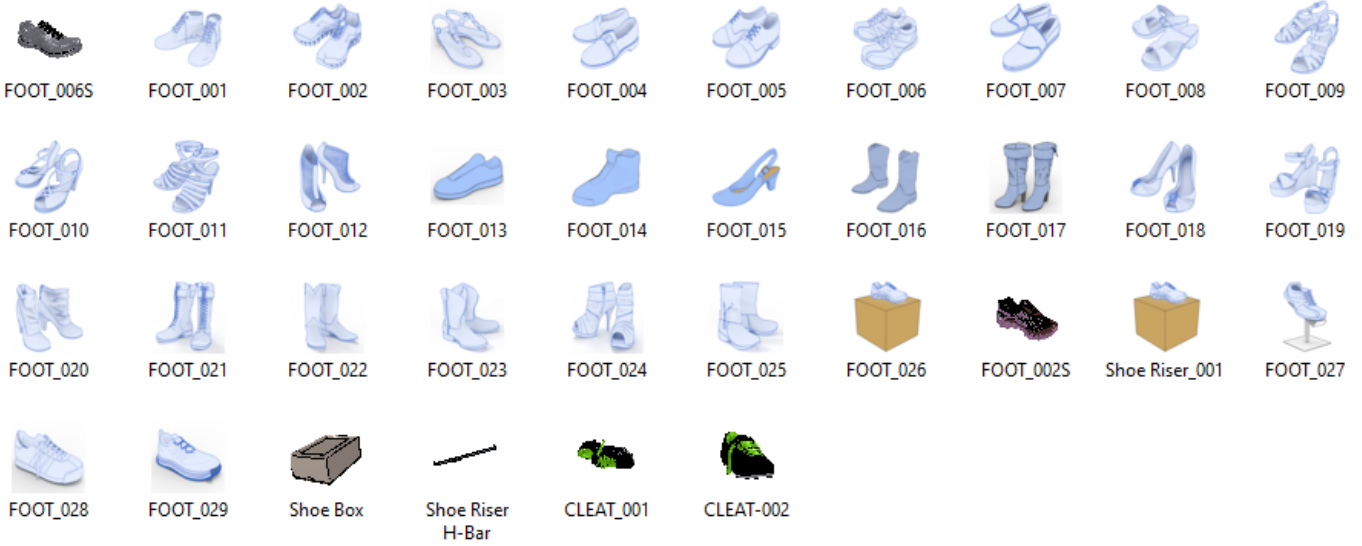 FOOT_006S
FOOT_001
FOOT_002
FOOT_003
FOOT_004
FOOT_005
FOOT_006
FOOT_007
FOOT_008
FOOT_009
FOOT_010
FOOT_011
FOOT_012
FOOT_013
FOOT_014
FOOT_015
FOOT_016
FOOT_017
FOOT_018
FOOT_019
FOOT_020
FOOT_021
FOOT_022
FOOT_023
FOOT_024
FOOT_025
FOOT_026
FOOT_002S
Shoe Riser_001
FOOT_027
FOOT_028
FOOT_029
Shoe Box
Shoe Riser
H-Bar
CLEAT_001
CLEAT-002